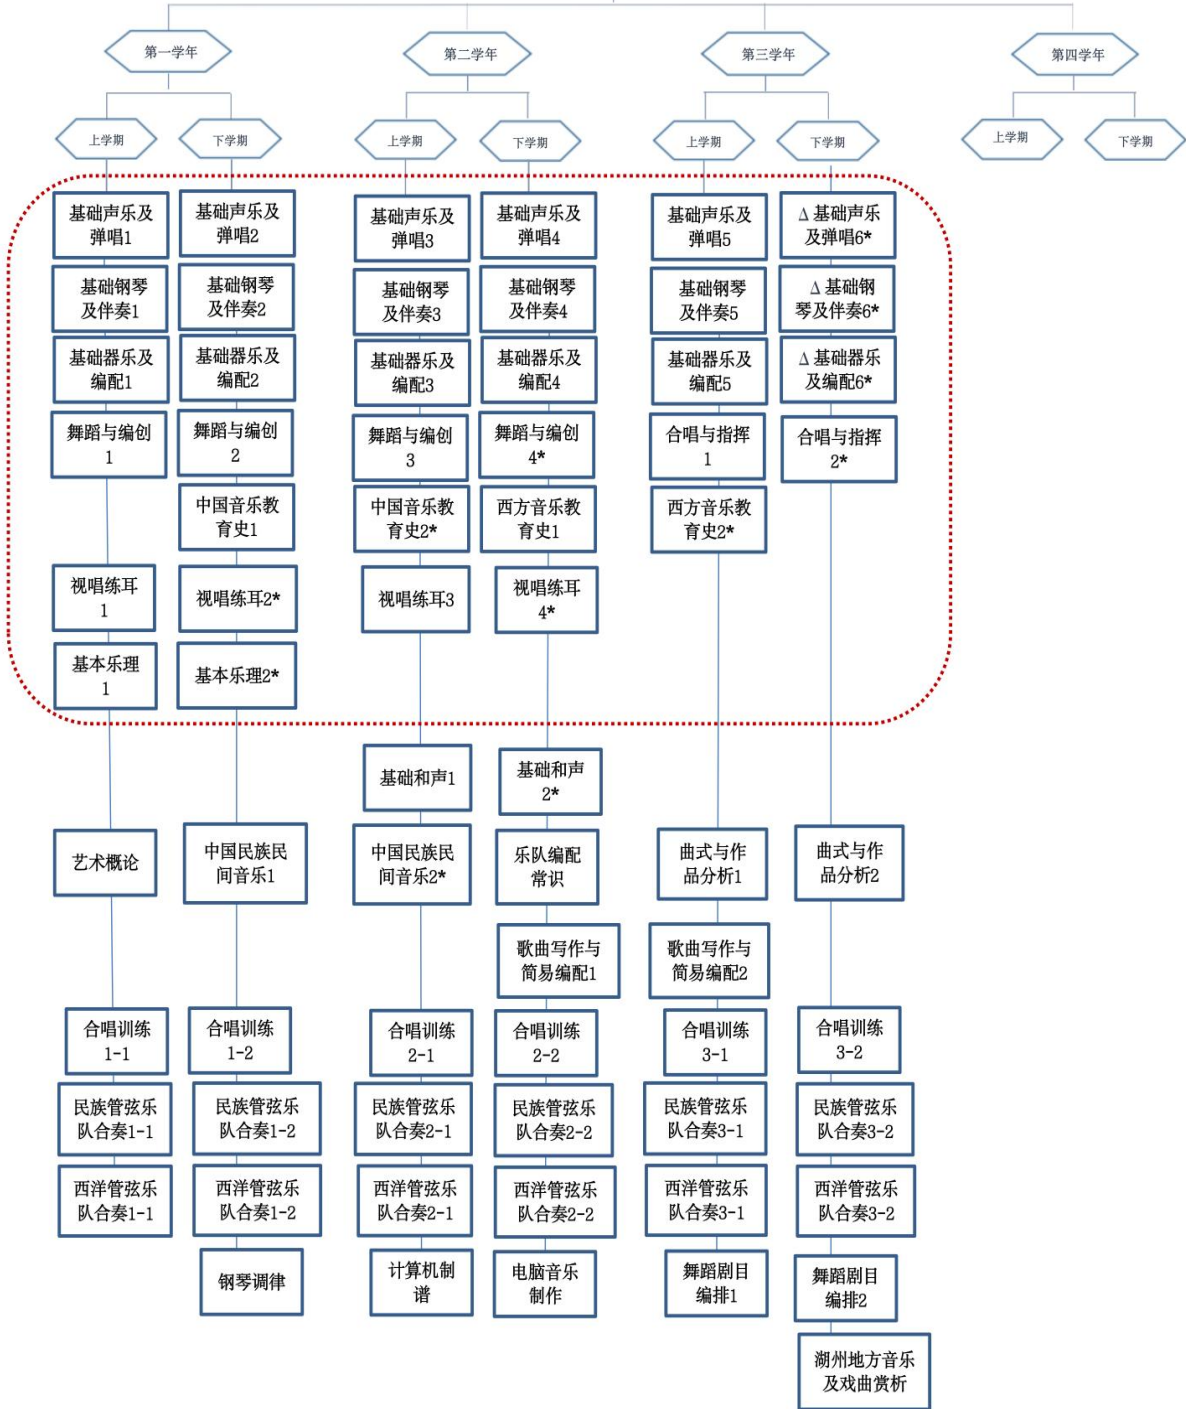 第一学年
第二学年
第三学年
第四学年
上学期
下学期
上学期
下学期
上学期
下学期
上学期
下学期
基础声乐及
弹唱1
基础声乐及
弹唱2
基础声乐及
弹唱3
基础声乐及
弹唱4
基础声乐及
弹唱5
Δ 基础声乐
及弹唱6*
基础钢琴
及伴奏1
基础钢琴
及伴奏2
基础钢琴
及伴奏3
基础钢琴
及伴奏4
基础钢琴
及伴奏5
Δ 基础钢
琴及伴奏6*
基础器乐及
编配1
基础器乐及
编配2
基础器乐及
编配3
基础器乐及
编配4
基础器乐及
编配5
Δ 基础器乐
及编配6*
舞蹈与编创
1
舞蹈与编创
2
舞蹈与编创
3
舞蹈与编创
4*
合唱与指挥
1
合唱与指挥
2*
中国音乐教
育史1
中国音乐教
育史2*
西方音乐教
育史1
西方音乐教
育史2*
视唱练耳
1
视唱练耳2*
视唱练耳3
视唱练耳
4*
基本乐理
1
基本乐理2*
基础和声1
基础和声
2*
艺术概论
中国民族民
间音乐1
中国民族民
间音乐2*
乐队编配
常识
曲式与作
品分析1
曲式与作
品分析2
歌曲写作与
简易编配1
歌曲写作与
简易编配2
合唱训练
1-1
合唱训练
1-2
合唱训练
2-1
合唱训练
2-2
合唱训练
3-1
合唱训练
3-2
民族管弦乐
队合奏1-1
民族管弦乐
队合奏1-2
民族管弦乐
队合奏2-1
民族管弦乐
队合奏2-2
民族管弦乐
队合奏3-1
民族管弦乐
队合奏3-2
西洋管弦乐
队合奏1-1
西洋管弦乐
队合奏1-2
西洋管弦乐
队合奏2-1
西洋管弦乐
队合奏2-2
西洋管弦乐
队合奏3-1
西洋管弦乐
队合奏3-2
钢琴调律
计算机制
谱
电脑音乐
制作
舞蹈剧目
编排1
舞蹈剧目
编排2
湖州地方音乐
及戏曲赏析